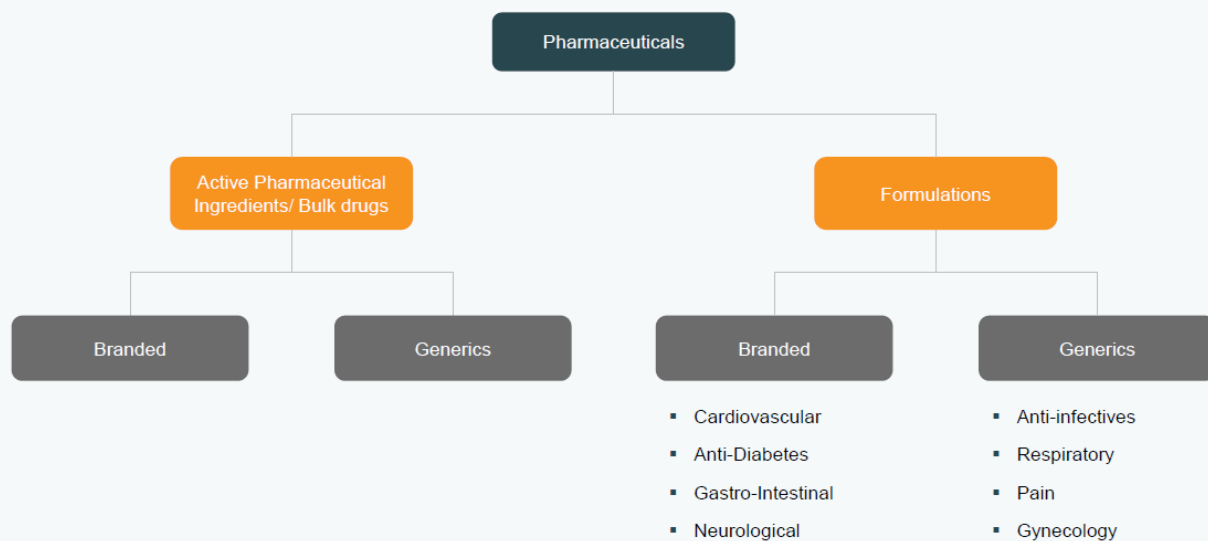 Pharmaceuticals
Active Pharmaceutical
Ingredients/ Bulk drugs
Formulations
Branded
Generics
Branded
Generics
▪ Cardiovascular
▪ Anti-Diabetes
▪ Gastro-Intestinal
▪ Neurological
▪ Anti-infectives
▪ Respiratory
▪ Pain
▪ Gynecology